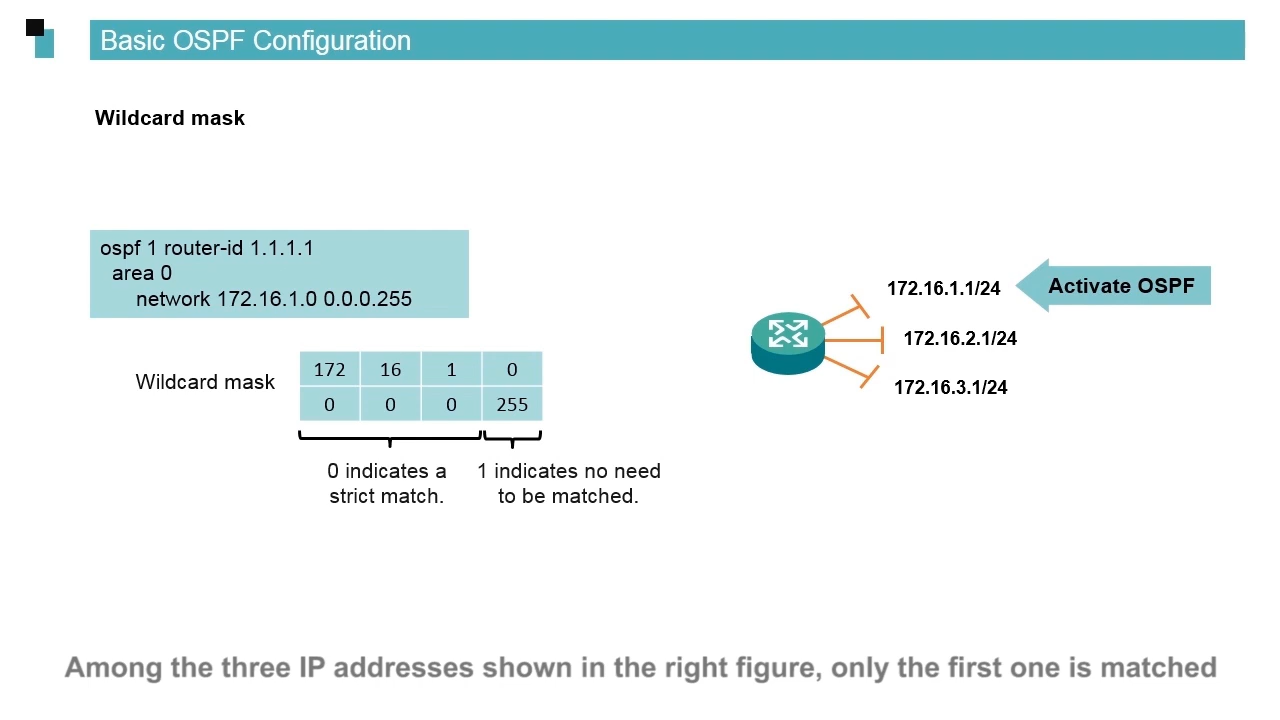 Basic OSPF Configuration
Wildcard mask
ospf 1 router-id 1.1.1.1
area 0
network 172.16.1.0 0.0.0.255
172.16.1.1/24
Activate OSPF
172.16.2.1/24
172.16.3.1/24
Wildcard mask
172 16 1 0
0 0 0 255
0 indicates a
strict match.
1 indicates no need
to be matched.
Among the three IP addresses shown in the right figure, only the first one is matched